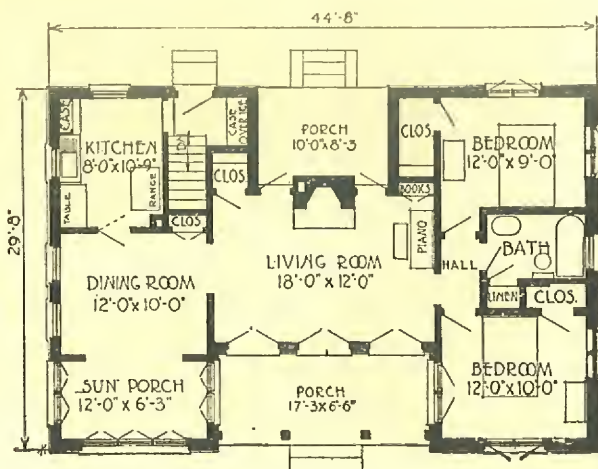 44'-8"
29'-8"
CASE
KITCHEN
8'-0"x10'-9"
TABLE
RANGE
DN
CASE
OVER ICE
CLOS
CLOS
PORCH
10'0"x8'-3
CLOS.
BEDROOM
12'-0"x9'-0"
BOOKS
PIANO
DINING ROOM
12'-0"x10'-0"
LIVING ROOM
18'-0"x12'0"
HALL
BATH
LINEN
CLOS.
SUN PORCH
12'-0"x6'-3"
PORCH
17'-3x6'-6"
BEDROOM
12'-0"x10'-0"